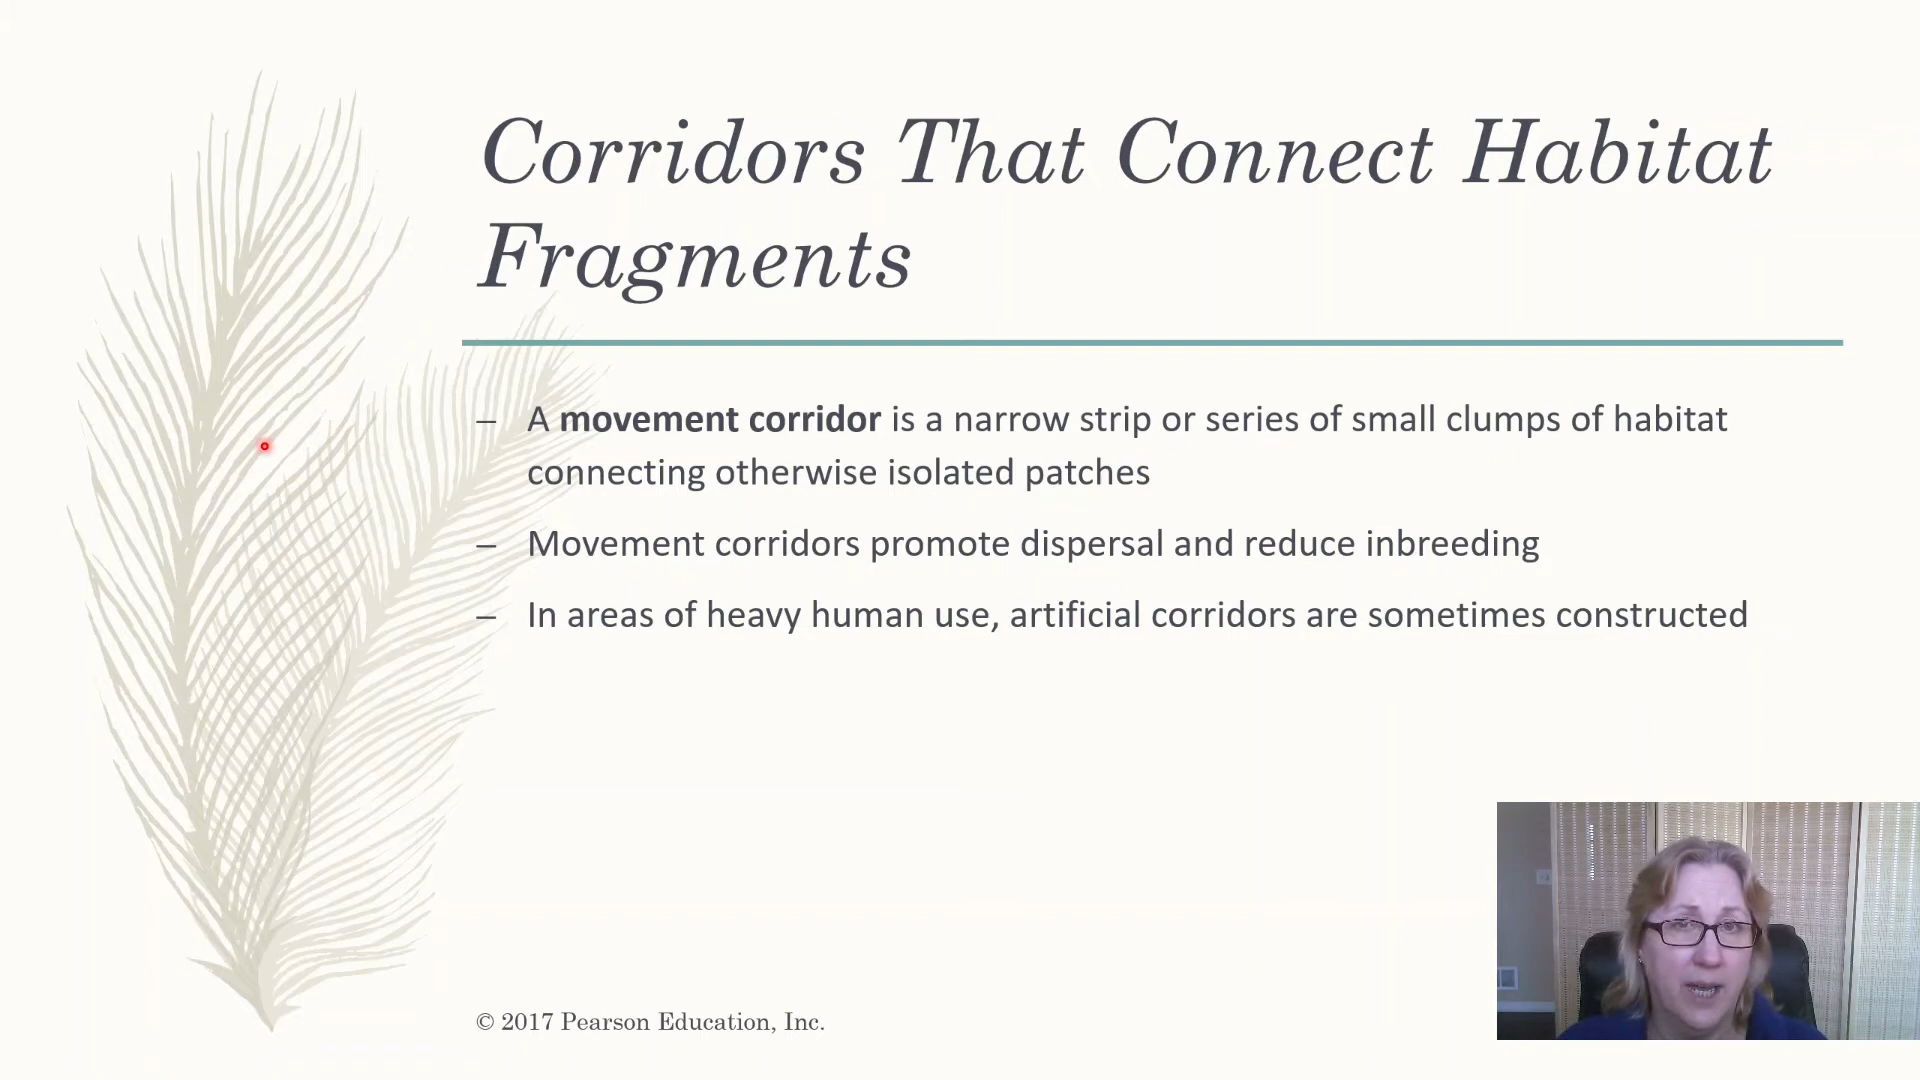 Corridors That Connect Habitat
Fragments
– A movement corridor is a narrow strip or series of small clumps of habitat
connecting otherwise isolated patches
– Movement corridors promote dispersal and reduce inbreeding
– In areas of heavy human use, artificial corridors are sometimes constructed
© 2017 Pearson Education, Inc.